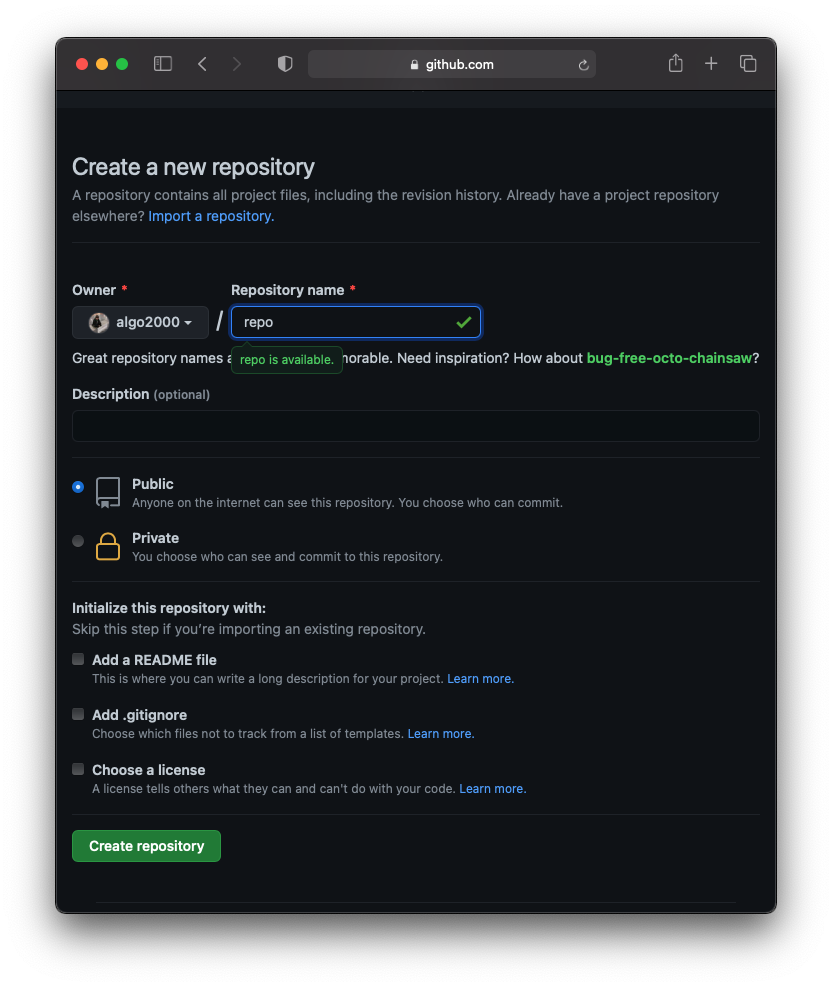 github.com
Create a new repository
A repository contains all project files, including the revision history. Already have a project repository
elsewhere? Import a repository.
Owner *
Repository name *
algo2000
/
repo
Great repository names
repo is available.
Need inspiration? How about bug-free-octo-chainsaw?
Description (optional)
Public
Anyone on the internet can see this repository. You choose who can commit.
Private
You choose who can see and commit to this repository.
Initialize this repository with:
Skip this step if you’re importing an existing repository.
Add a README file
This is where you can write a long description for your project. Learn more.
Add .gitignore
Choose which files not to track from a list of templates. Learn more.
Choose a license
A license tells others what they can and can't do with your code. Learn more.
Create repository